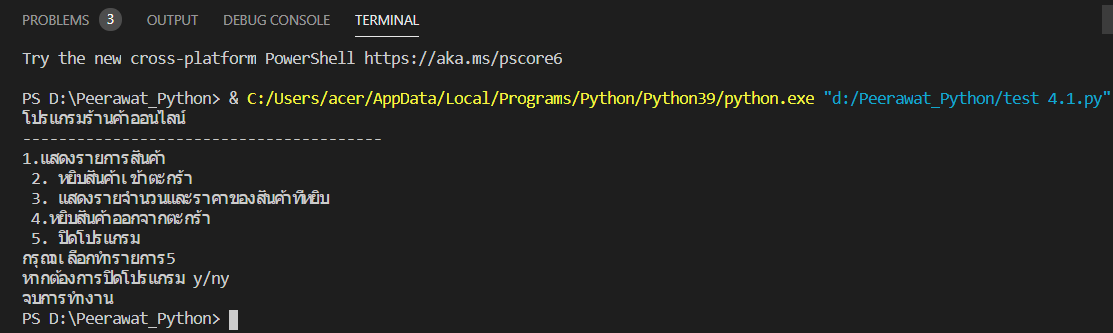 PROBLEMS 3 OUTPUT DEBUG CONSOLE TERMINAL
Try the new cross-platform PowerShell https://aka.ms/pscore6
PS D:\Peerawat_Python> & C:/Users/acer/AppData/Local/Programs/Python/Python39/python.exe "d:/Peerawat_Python/test 4.1.py"
โปรแกรมร้านค้าออนไลน์
----------------------------------------
1.แสดงรายการสินค้า
2. หยิบสินค้าเข้าตะกร้า
3. แสดงรายจำนวนและราคาของสินค้าที่หยิบ
4.หยิบสินค้าออกจากตะกร้า
5. ปิดโปรแกรม
กรุณาเลือกทำรายการ5
หากต้องการปิดโปรแกรม y/ny
จบการทำงาน
PS D:\Peerawat_Python>